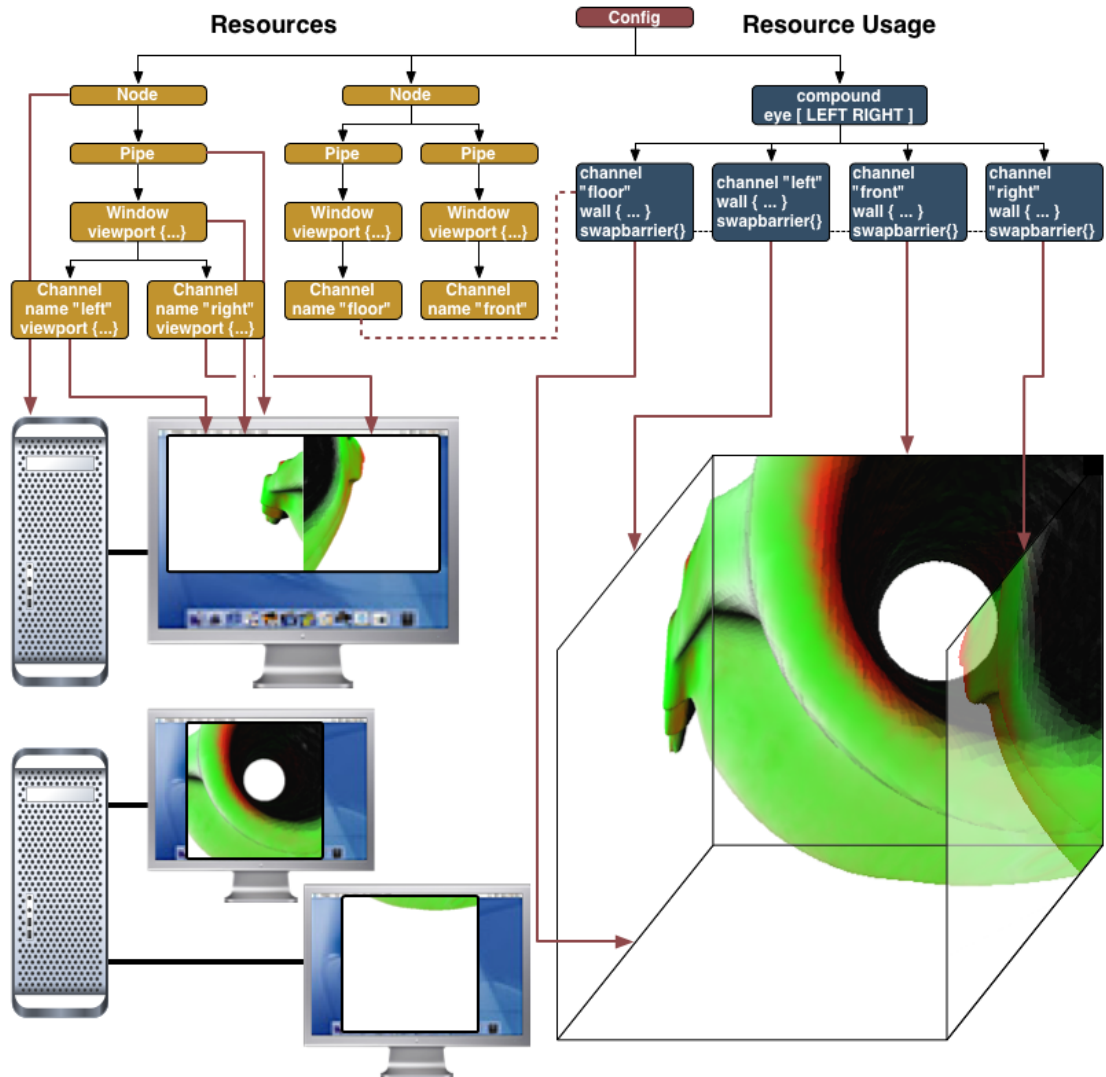 Resources
Config
Resource Usage
Node
Node
compound
eye [ LEFT RIGHT ]
Pipe
Pipe
Pipe
channel
"floor"
wall { ... }
swapbarrier{}
channel "left"
wall { ... }
swapbarrier{}
channel
"front"
wall { ... }
swapbarrier{}
channel
"right"
wall { ... }
swapbarrier{}
Window
viewport {...}
Window
viewport {...}
Window
viewport {...}
Channel
name "left"
viewport {...}
Channel
name "right"
viewport {...}
Channel
name "floor"
Channel
name "front"